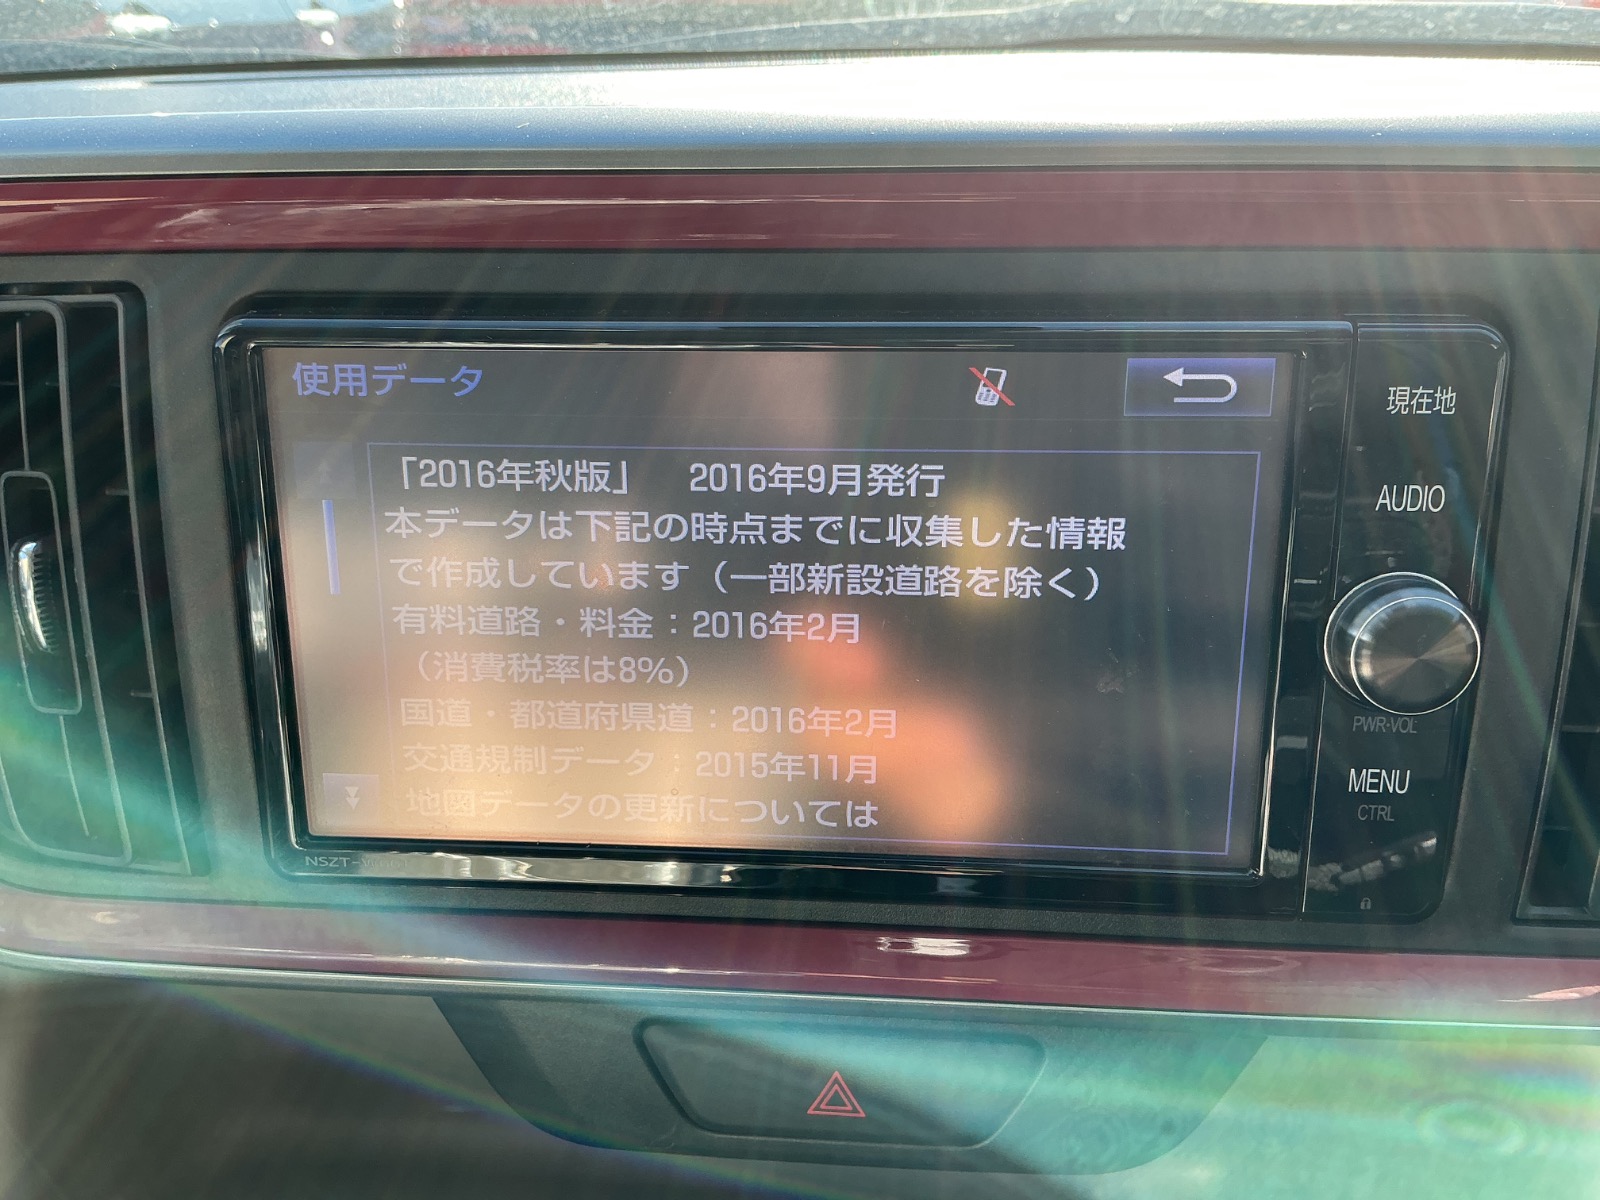 使用データ
「2016年秋版」　2016年9月発行
本データは下記の時点までに収集した情報
で作成しています（一部新設道路を除く）
有料道路・料金：2016年2月
（消費税率は8%）
国道・都道府県道：2016年2月
交通規制データ：2015年11月
地図データの更新については
NSZT-
現在地
AUDIO
PWR・VOL
MENU
CTRL